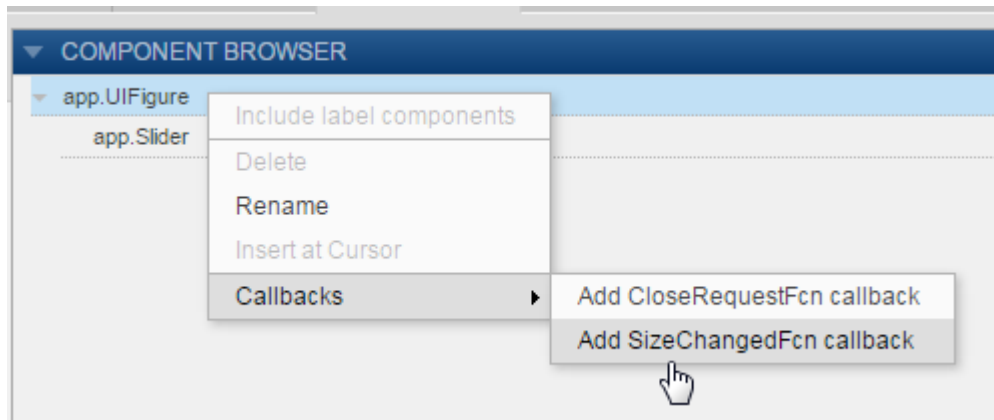 COMPONENT BROWSER
app.UIFigure
Include label components
app.Slider
Delete
Rename
Insert at Cursor
Callbacks
Add CloseRequestFcn callback
Add SizeChangedFcn callback